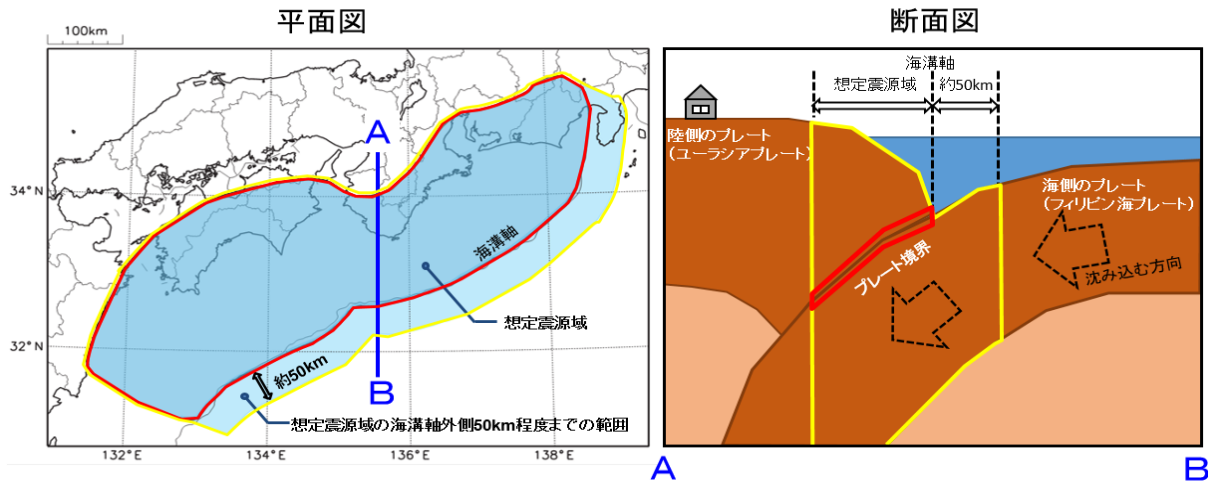 平面図
100km
A
34° N
32° N
海溝軸
想定震源域
約50km
B
想定震源域の海溝軸外側50km程度までの範囲
132° E
134° E
136° E
138° E
断面図
海溝軸
想定震源域
約50km
陸側のプレート
（ユーラシアプレート）
海側のプレート
（フィリピン海プレート）
プレート境界
沈み込む方向
A
B